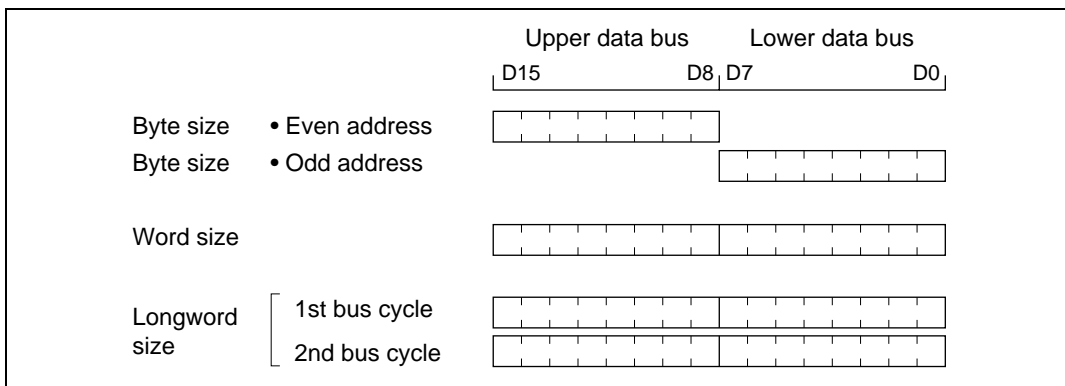 Upper data bus Lower data bus
D15 D8 D7 D0
Byte size • Even address
Byte size • Odd address
Word size
Longword size
1st bus cycle
2nd bus cycle